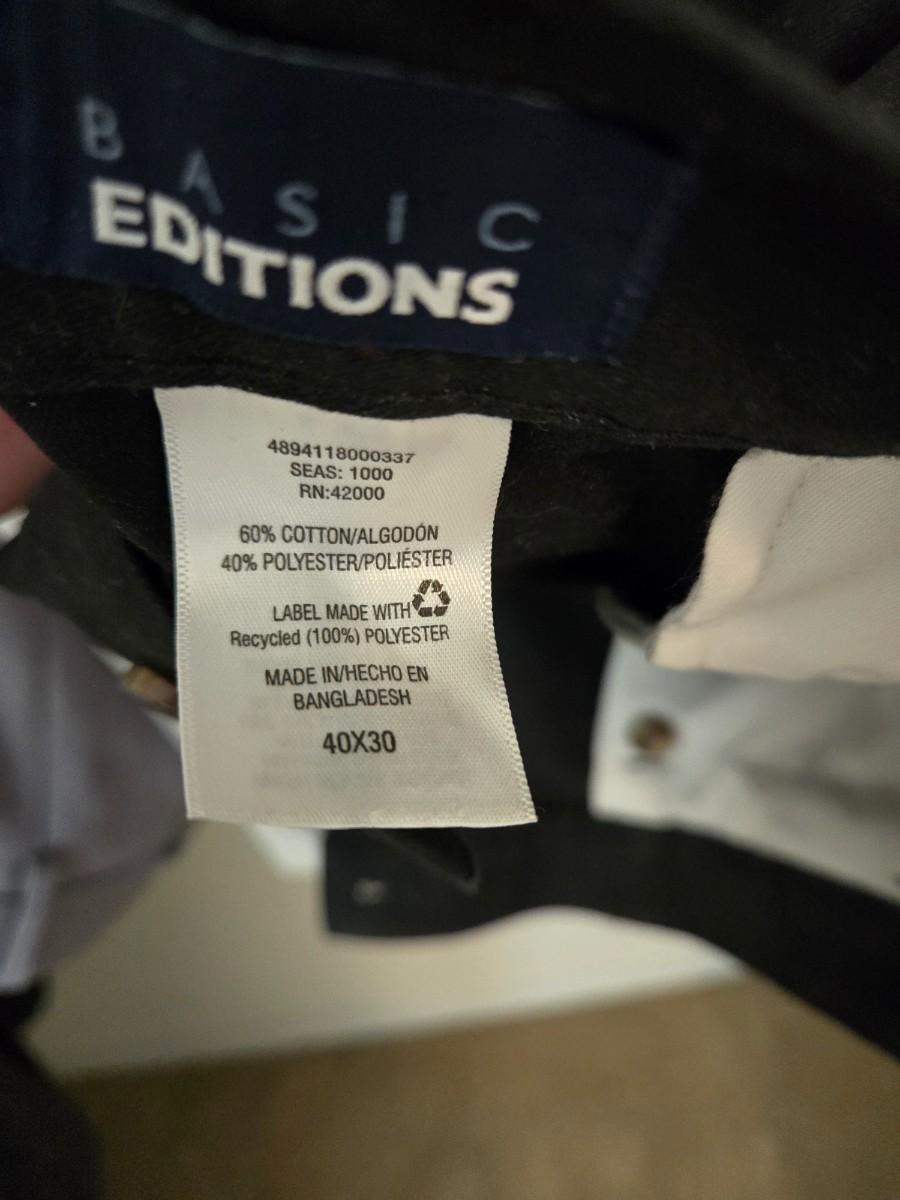 BASIC
EDITIONS
4894118000337
SEAS: 1000
RN:42000
60% COTTON/ALGODÓN
40% POLYESTER/POLIÉSTER
LABEL MADE WITH
Recycled (100%) POLYESTER
MADE IN/HECHO EN
BANGLADESH
40X30